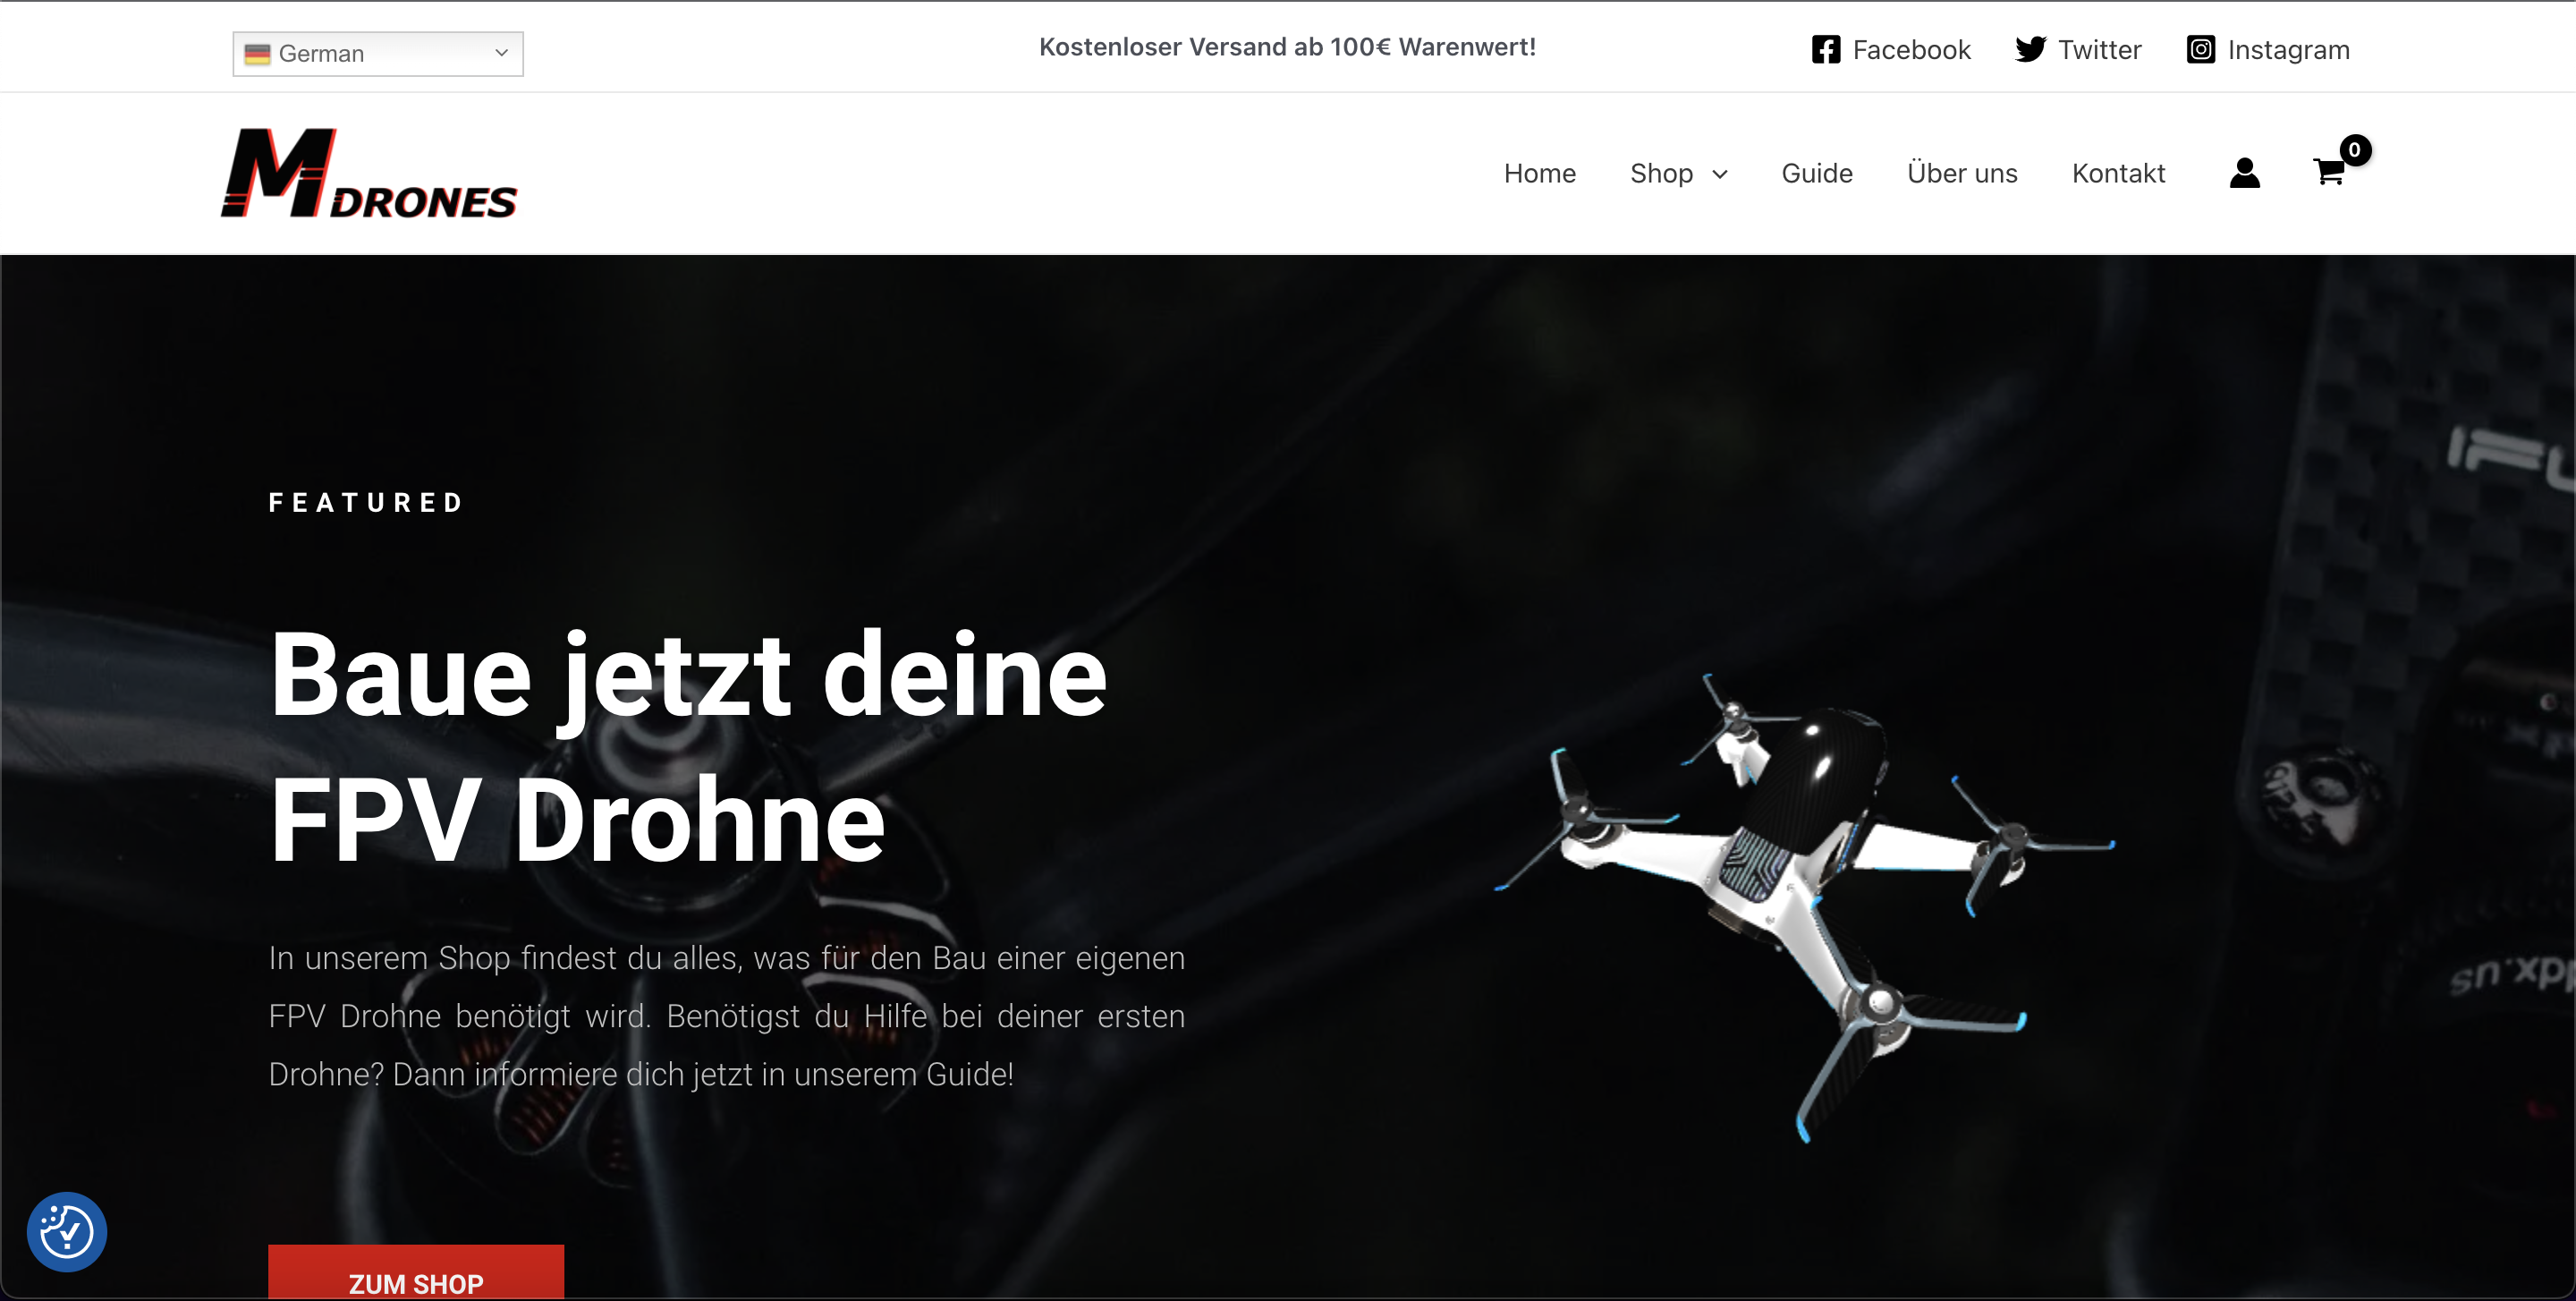 German
Kostenloser Versand ab 100€ Warenwert!
Facebook
Twitter
Instagram
M DRONES
Home
Shop
Guide
Über uns
Kontakt
0
FEATURED
Baue jetzt deine
FPV Drohne
In unserem Shop findest du alles, was für den Bau einer eigenen
FPV Drohne benötigt wird. Benötigst du Hilfe bei deiner ersten
Drohne? Dann informiere dich jetzt in unserem Guide!
ZUM SHOP